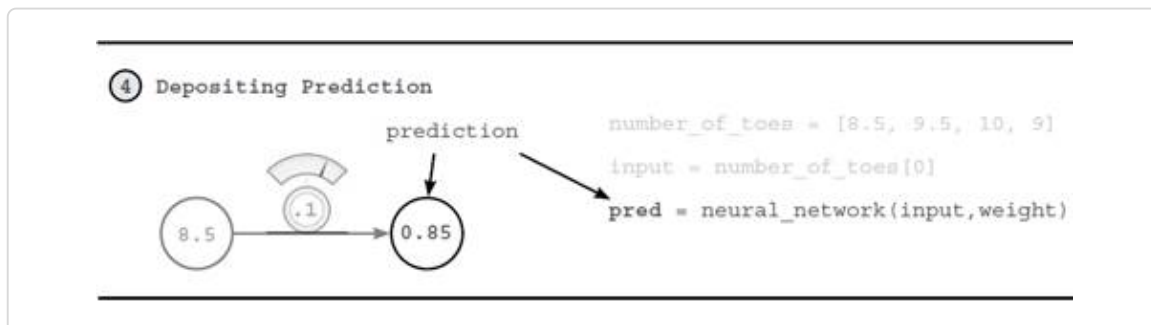 4 Depositing Prediction
prediction
number_of_toes = [8.5, 9.5, 10, 9]
input = number_of_toes[0]
pred = neural_network(input,weight)
.1
8.5
0.85